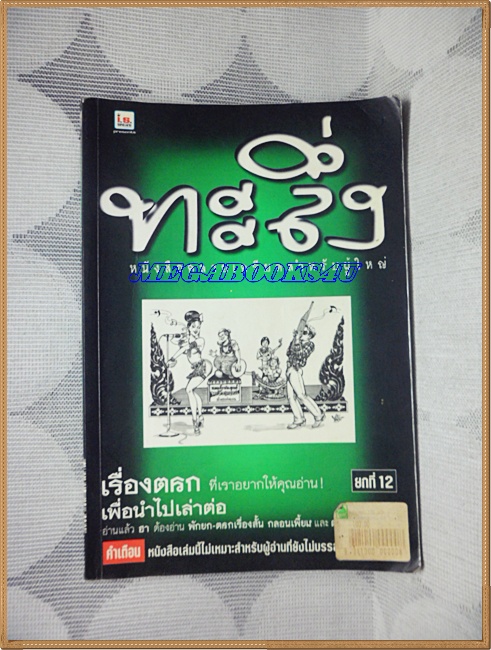 i.s.
ทะลึ่ง
MEGABOOKS4U
เรื่องตรก ที่เราอยากให้คุณอ่าน!
ยกที่ 12
เพื่อนำไปเล่าต่อ
อ่านแล้ว ฮา ต้องอ่าน พักยก-ตรกเรื่องสั้น กลอนเพี้ยน และ
คำเตือน หนังสือเล่มนี้ไม่เหมาะสำหรับผู้อ่านที่ยังไม่บรร